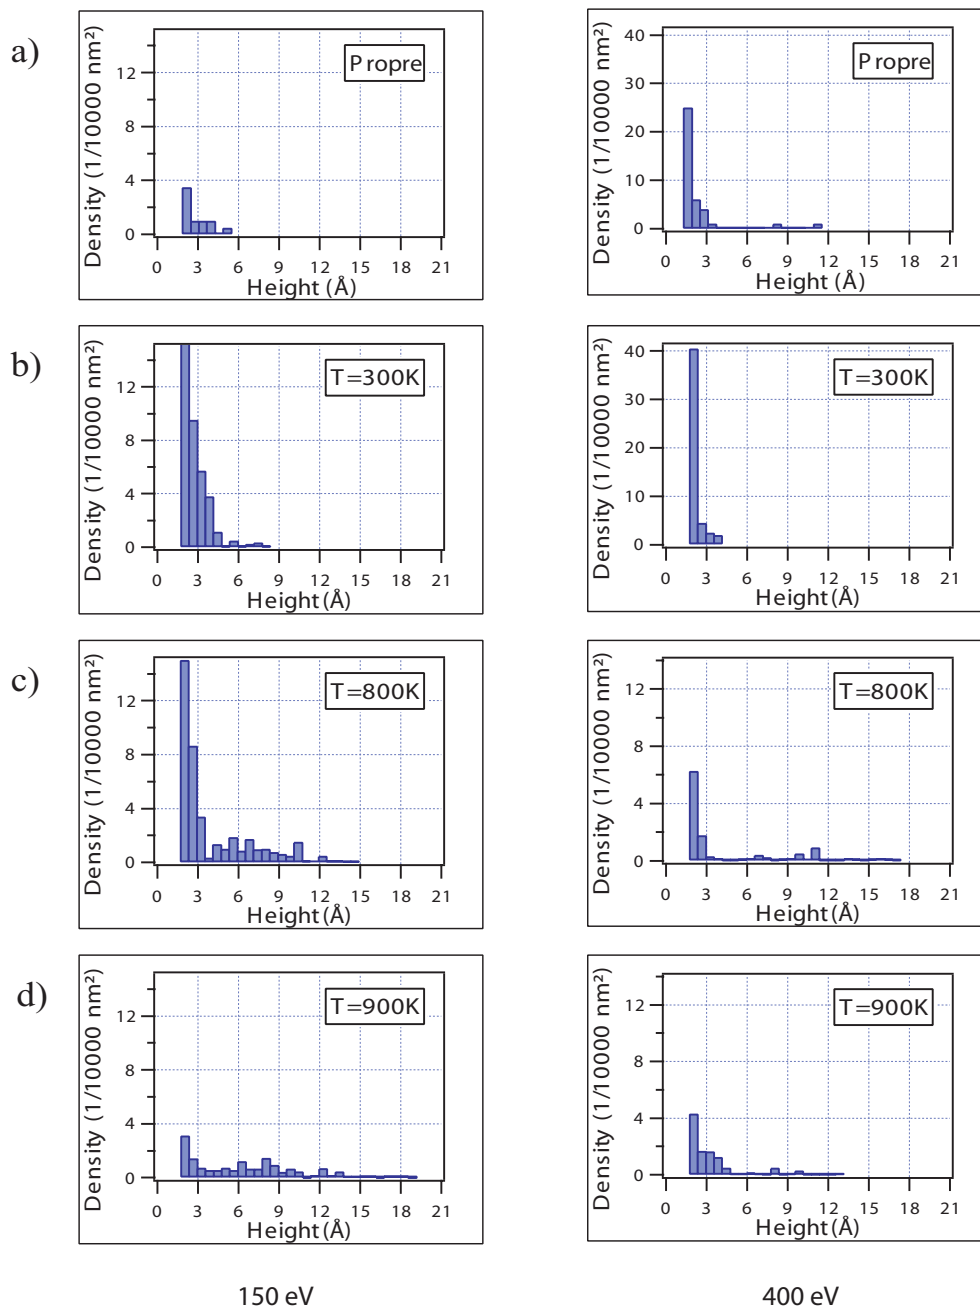 a)
Propre
Density (1/10000 nm²)
12
8
4
0
0 3 6 9 12 15 18 21
Height (Å)
Propre
Density (1/10000 nm²)
40
30
20
10
0
0 3 6 9 12 15 18 21
Height (Å)
b)
T=300K
Density (1/10000 nm²)
12
8
4
0
0 3 6 9 12 15 18 21
Height (Å)
T=300K
Density (1/10000 nm²)
40
30
20
10
0
0 3 6 9 12 15 18 21
Height (Å)
c)
T=800K
Density (1/10000 nm²)
12
8
4
0
0 3 6 9 12 15 18 21
Height (Å)
T=800K
Density (1/10000 nm²)
12
8
4
0
0 3 6 9 12 15 18 21
Height (Å)
d)
T=900K
Density (1/10000 nm²)
12
8
4
0
0 3 6 9 12 15 18 21
Height (Å)
T=900K
Density (1/10000 nm²)
12
8
4
0
0 3 6 9 12 15 18 21
Height (Å)
150 eV
400 eV